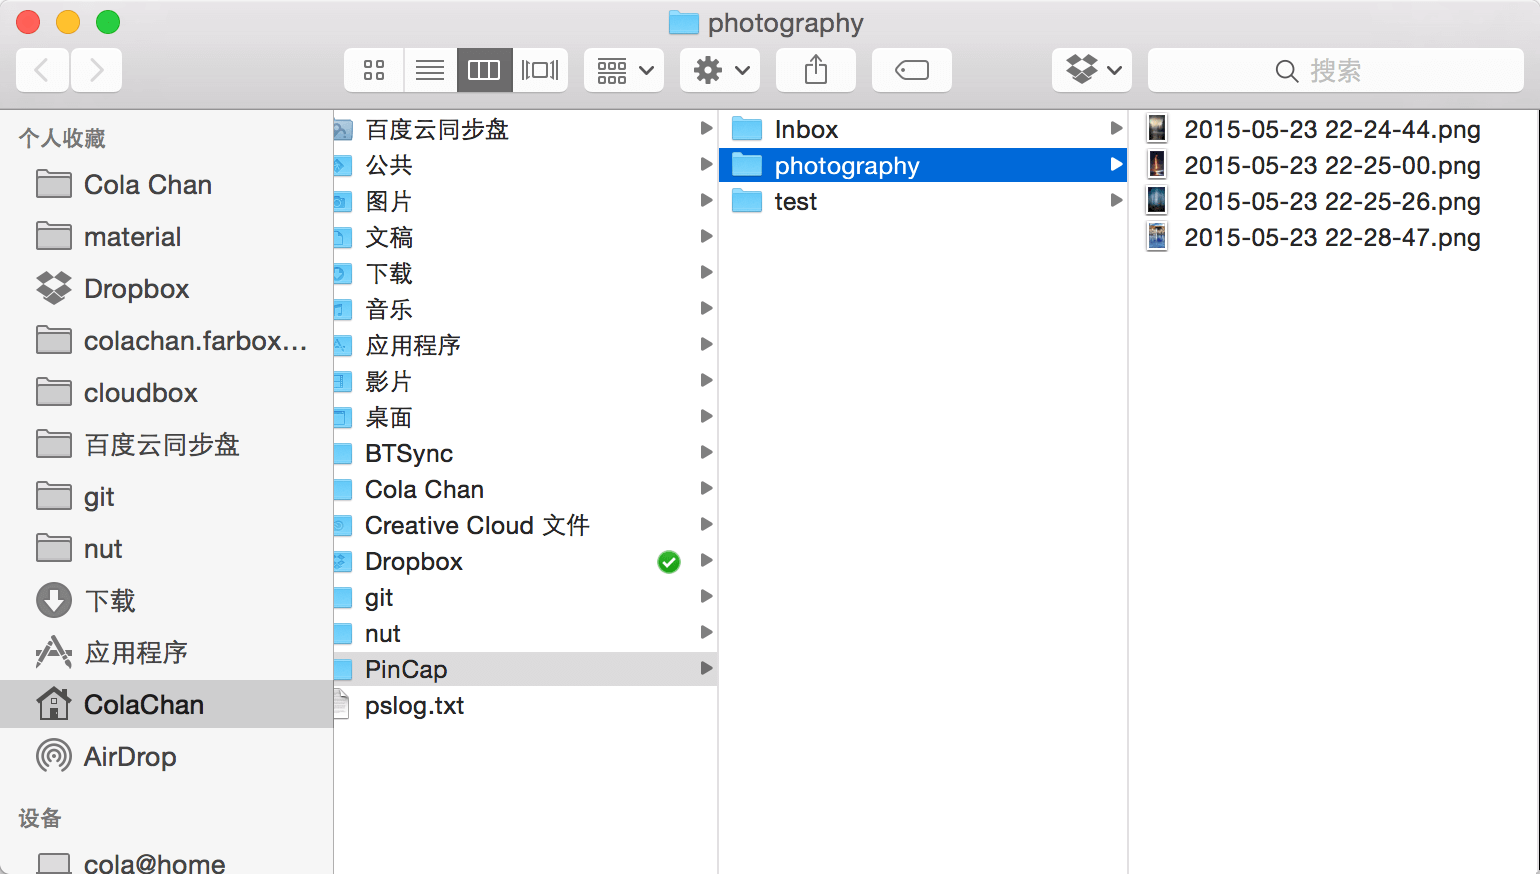 photography
搜索
个人收藏
Cola Chan
material
Dropbox
colachan.farbox...
cloudbox
百度云同步盘
git
nut
下载
应用程序
ColaChan
AirDrop
设备
cola@home
百度云同步盘
公共
图片
文稿
下载
音乐
应用程序
影片
桌面
BTSync
Cola Chan
Creative Cloud 文件
Dropbox
git
nut
PinCap
pslog.txt
Inbox
photography
test
2015-05-23 22-24-44.png
2015-05-23 22-25-00.png
2015-05-23 22-25-26.png
2015-05-23 22-28-47.png